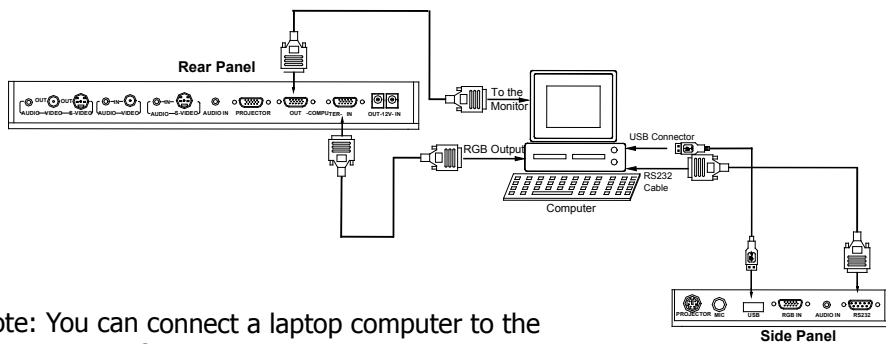 Rear Panel
OUT OUT IN IN
AUDIO VIDEO S-VIDEO AUDIO VIDEO AUDIO S-VIDEO AUDIO IN PROJECTOR OUT -COMPUTER- IN OUT-12V- IN
To the
Monitor
RGB Output
USB Connector
RS232
Cable
Computer
PROJECTOR MIC USB RGB IN AUDIO IN RS232
Side Panel
ote: You can connect a laptop computer to the